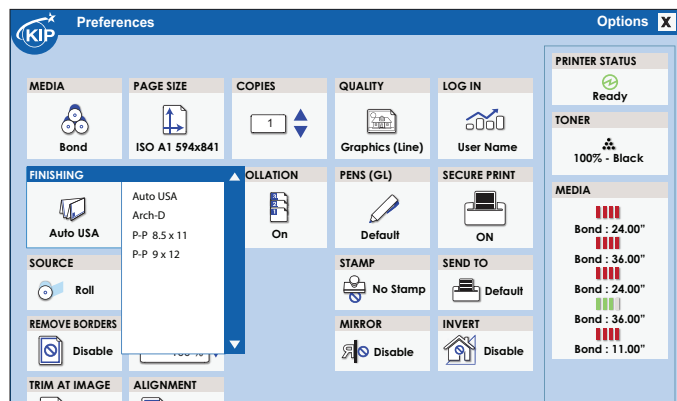 KIP
Preferences
Options X
PRINTER STATUS
Ready
MEDIA
PAGE SIZE
COPIES
QUALITY
LOG IN
Bond
ISO A1 594x841
1
Graphics (Line)
User Name
TONER
100% - Black
FINISHING
OLLATION
PENS (GL)
SECURE PRINT
Auto USA
Auto USA
Arch-D
P-P 8.5 x 11
P-P 9 x 12
On
Default
ON
MEDIA
Bond : 24.00"
Bond : 36.00"
Bond : 24.00"
Bond : 36.00"
Bond : 11.00"
SOURCE
STAMP
SEND TO
Roll
No Stamp
Default
REMOVE BORDERS
MIRROR
INVERT
Disable
Disable
Disable
TRIM AT IMAGE
ALIGNMENT